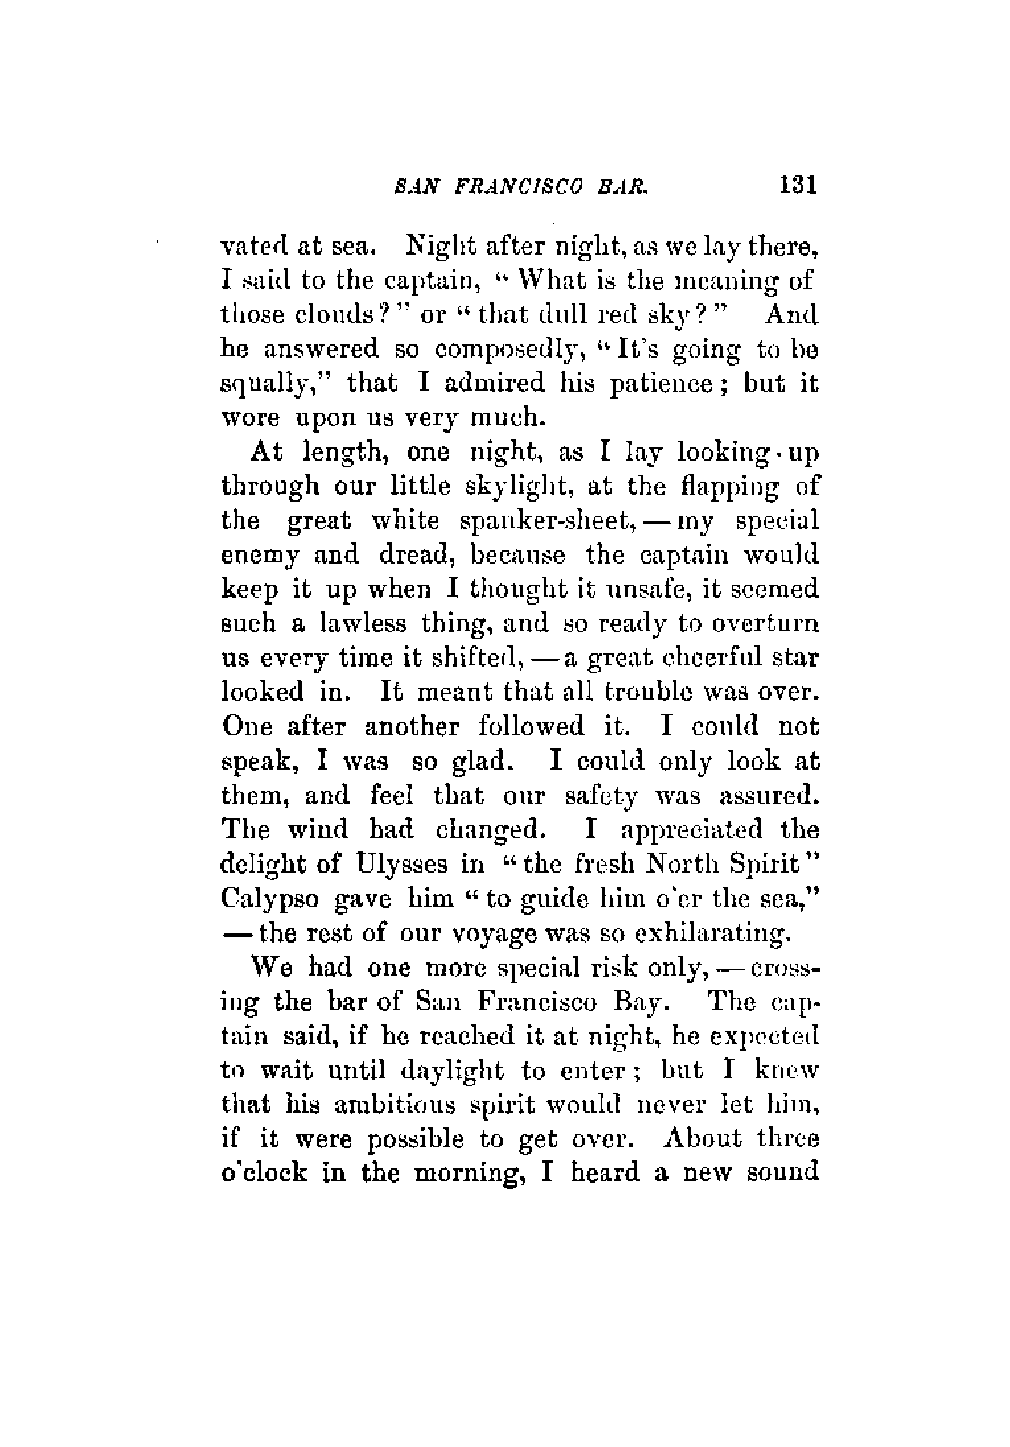 SAN FRANCISCO BAR. 131
vated at sea. Night after night, as we lay there,
I said to the captain, "What is the meaning of
those clouds?" or "that dull red sky?" And
he answered so composedly, "It's going to be
squally," that I admired his patience; but it
wore upon us very much.
At length, one night, as I lay looking up
through our little skylight, at the flapping of
the great white spanker-sheet, — my special
enemy and dread, because the captain would
keep it up when I thought it unsafe, it seemed
such a lawless thing, and so ready to overturn
us every time it shifted, — a great cheerful star
looked in. It meant that all trouble was over.
One after another followed it. I could not
speak, I was so glad. I could only look at
them, and feel that our safety was assured.
The wind had changed. I appreciated the
delight of Ulysses in "the fresh North Spirit"
Calypso gave him "to guide him o'er the sea,"
— the rest of our voyage was so exhilarating.
We had one more special risk only, — cross-
ing the bar of San Francisco Bay. The cap-
tain said, if he reached it at night, he expected
to wait until daylight to enter; but I knew
that his ambitious spirit would never let him,
if it were possible to get over. About three
o'clock in the morning, I heard a new sound